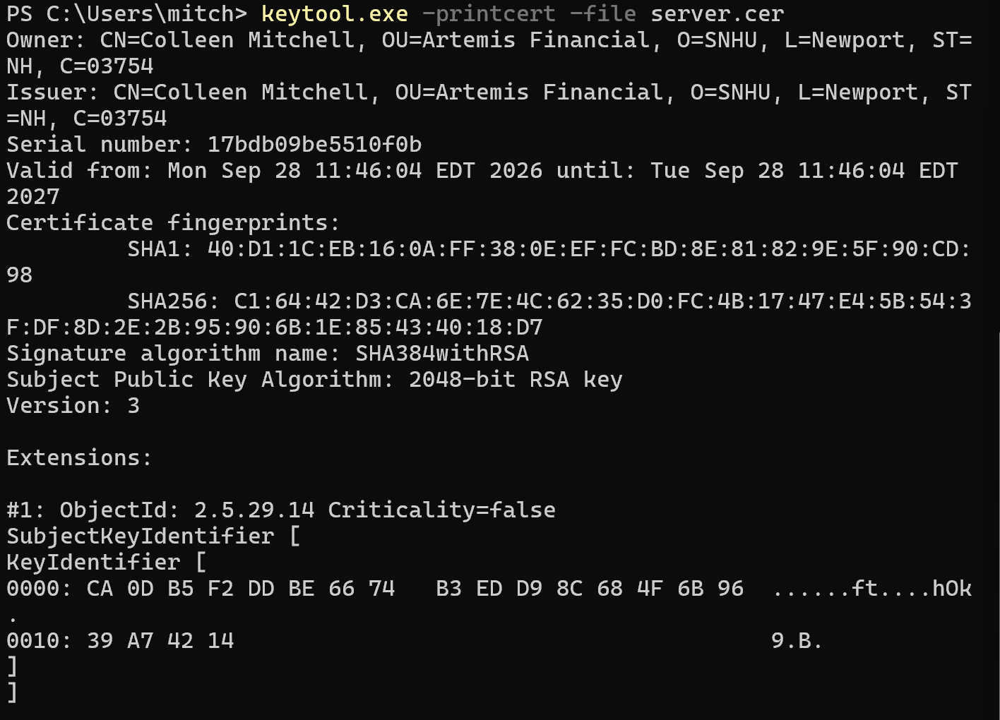 PS C:\Users\mitch> keytool.exe -printcert -file server.cer
Owner: CN=Colleen Mitchell, OU=Artemis Financial, O=SNHU, L=Newport, ST=
NH, C=03754
Issuer: CN=Colleen Mitchell, OU=Artemis Financial, O=SNHU, L=Newport, ST
=NH, C=03754
Serial number: 17bdb09be5510f0b
Valid from: Mon Sep 28 11:46:04 EDT 2026 until: Tue Sep 28 11:46:04 EDT
2027
Certificate fingerprints:
         SHA1: 40:D1:1C:EB:16:0A:FF:38:0E:EF:FC:BD:8E:81:82:9E:5F:90:CD:
98
         SHA256: C1:64:42:D3:CA:6E:7E:4C:62:35:D0:FC:4B:17:47:E4:5B:54:3
F:DF:8D:2E:2B:95:90:6B:1E:85:43:40:18:D7
Signature algorithm name: SHA384withRSA
Subject Public Key Algorithm: 2048-bit RSA key
Version: 3

Extensions:

#1: ObjectId: 2.5.29.14 Criticality=false
SubjectKeyIdentifier [
KeyIdentifier [
0000: CA 0D B5 F2 DD BE 66 74   B3 ED D9 8C 68 4F 6B 96  ......ft....hOk
.
0010: 39 A7 42 14                                        9.B.
]
]